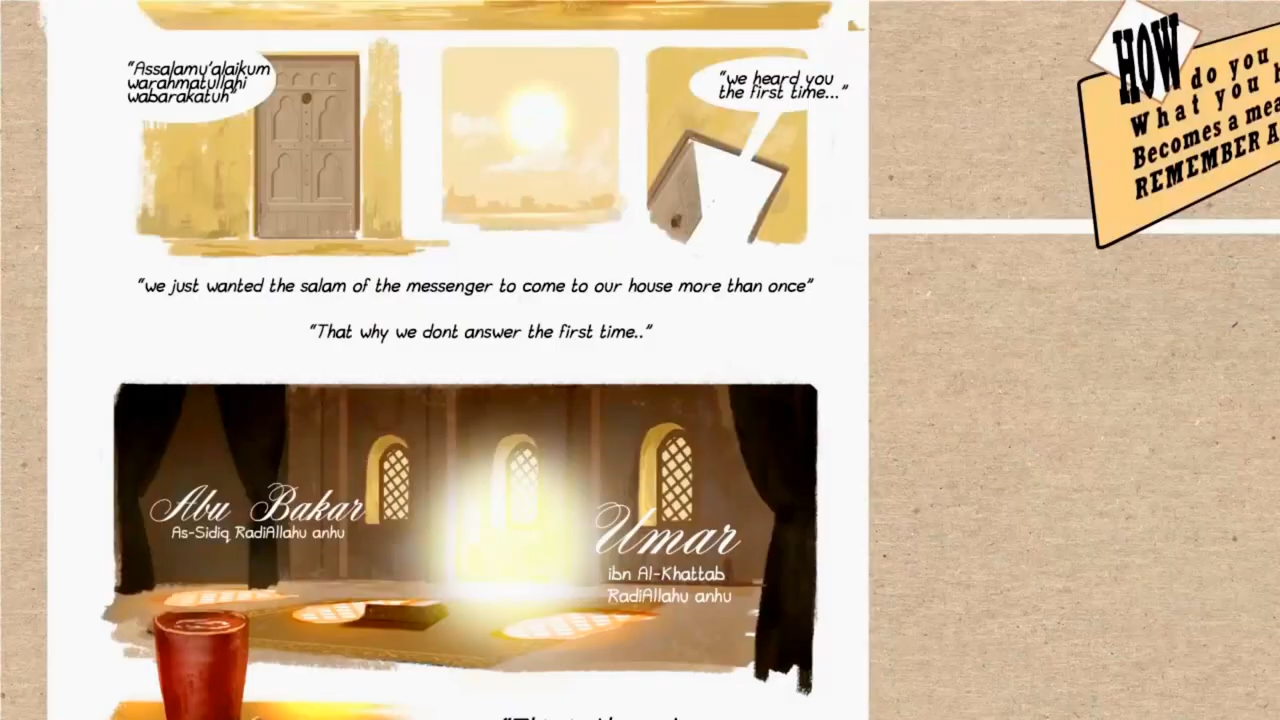 "Assalamu'alaikum
warahmatullahi
wabarakatuh"
"we heard you
the first time..."
"we just wanted the salam of the messenger to come to our house more than once"
"That why we dont answer the first time.."
Abu Bakar
As-Sidiq RadiAllahu anhu
Umar
ibn Al-Khattab
RadiAllahu anhu
HOW do you
What you
Becomes a
REMEMBER